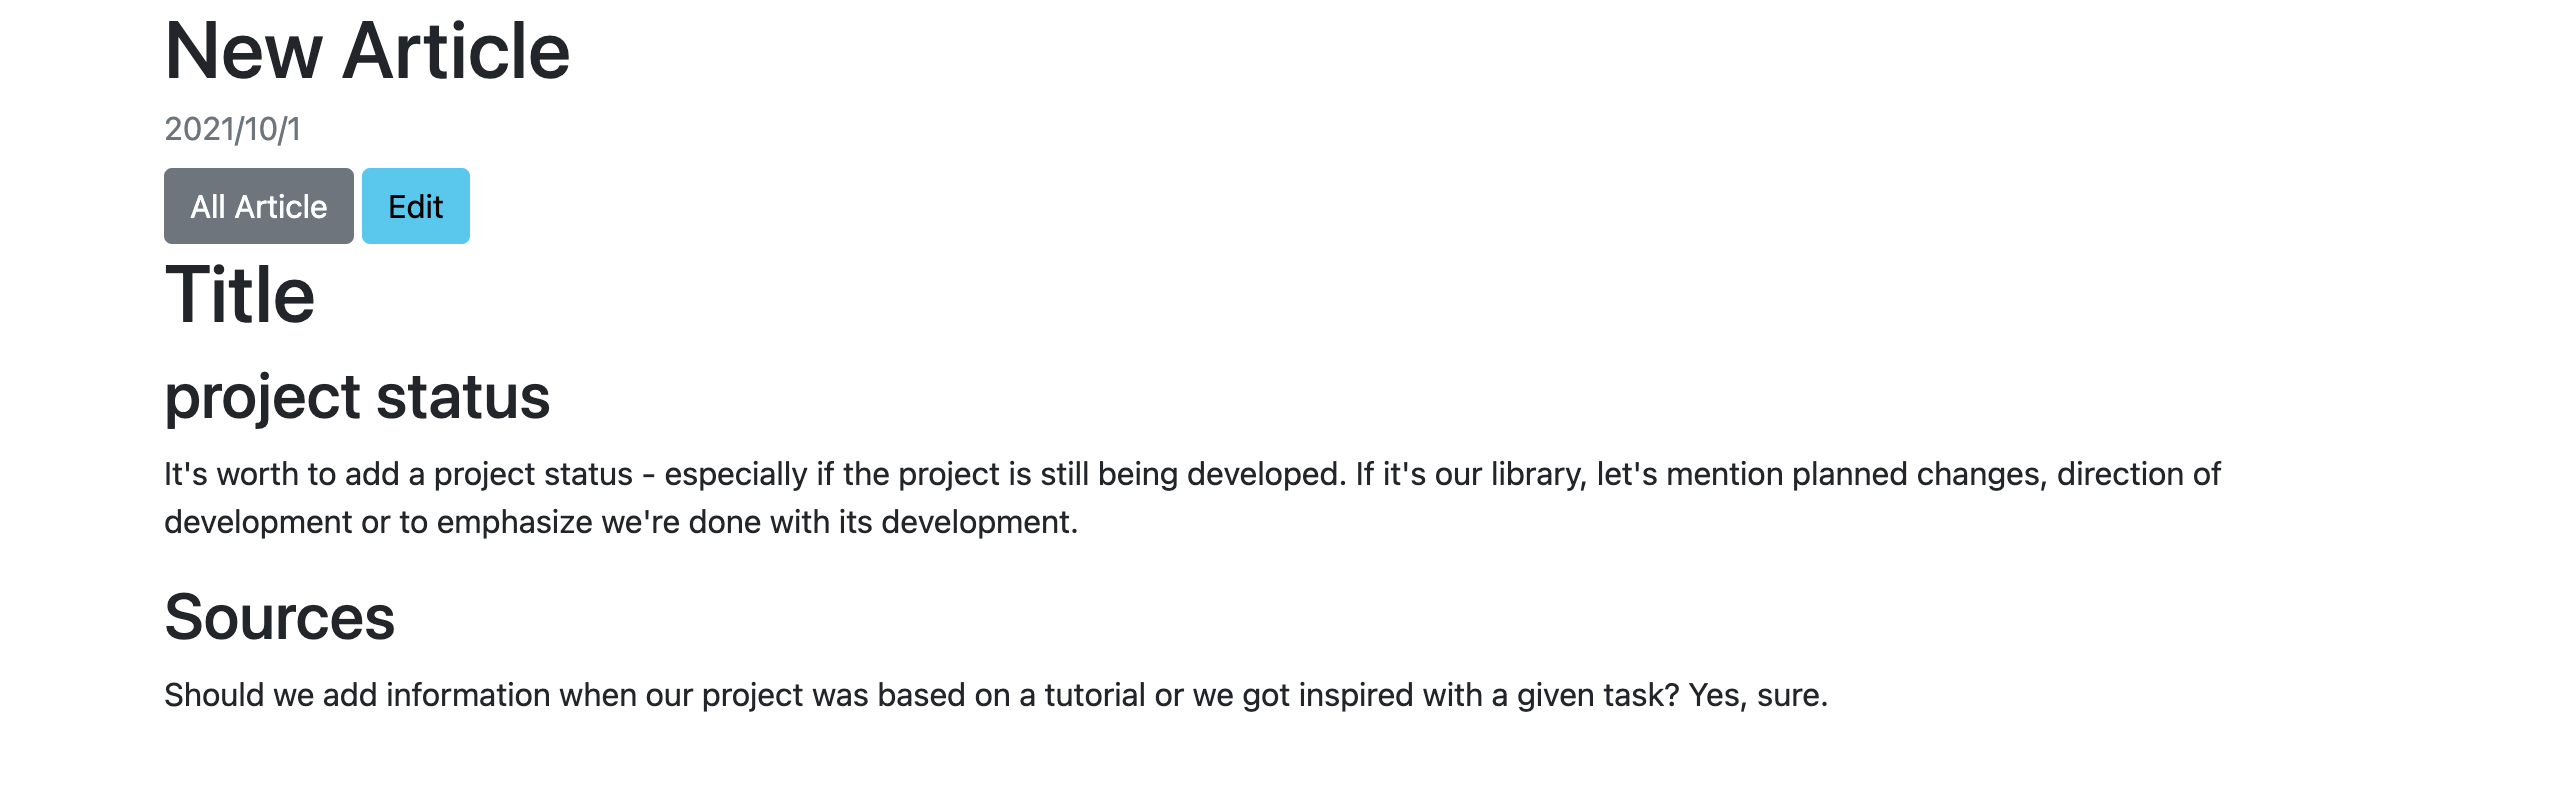 New Article
2021/10/1
All Article Edit
Title
project status
It's worth to add a project status - especially if the project is still being developed. If it's our library, let's mention planned changes, direction of
development or to emphasize we're done with its development.
Sources
Should we add information when our project was based on a tutorial or we got inspired with a given task? Yes, sure.